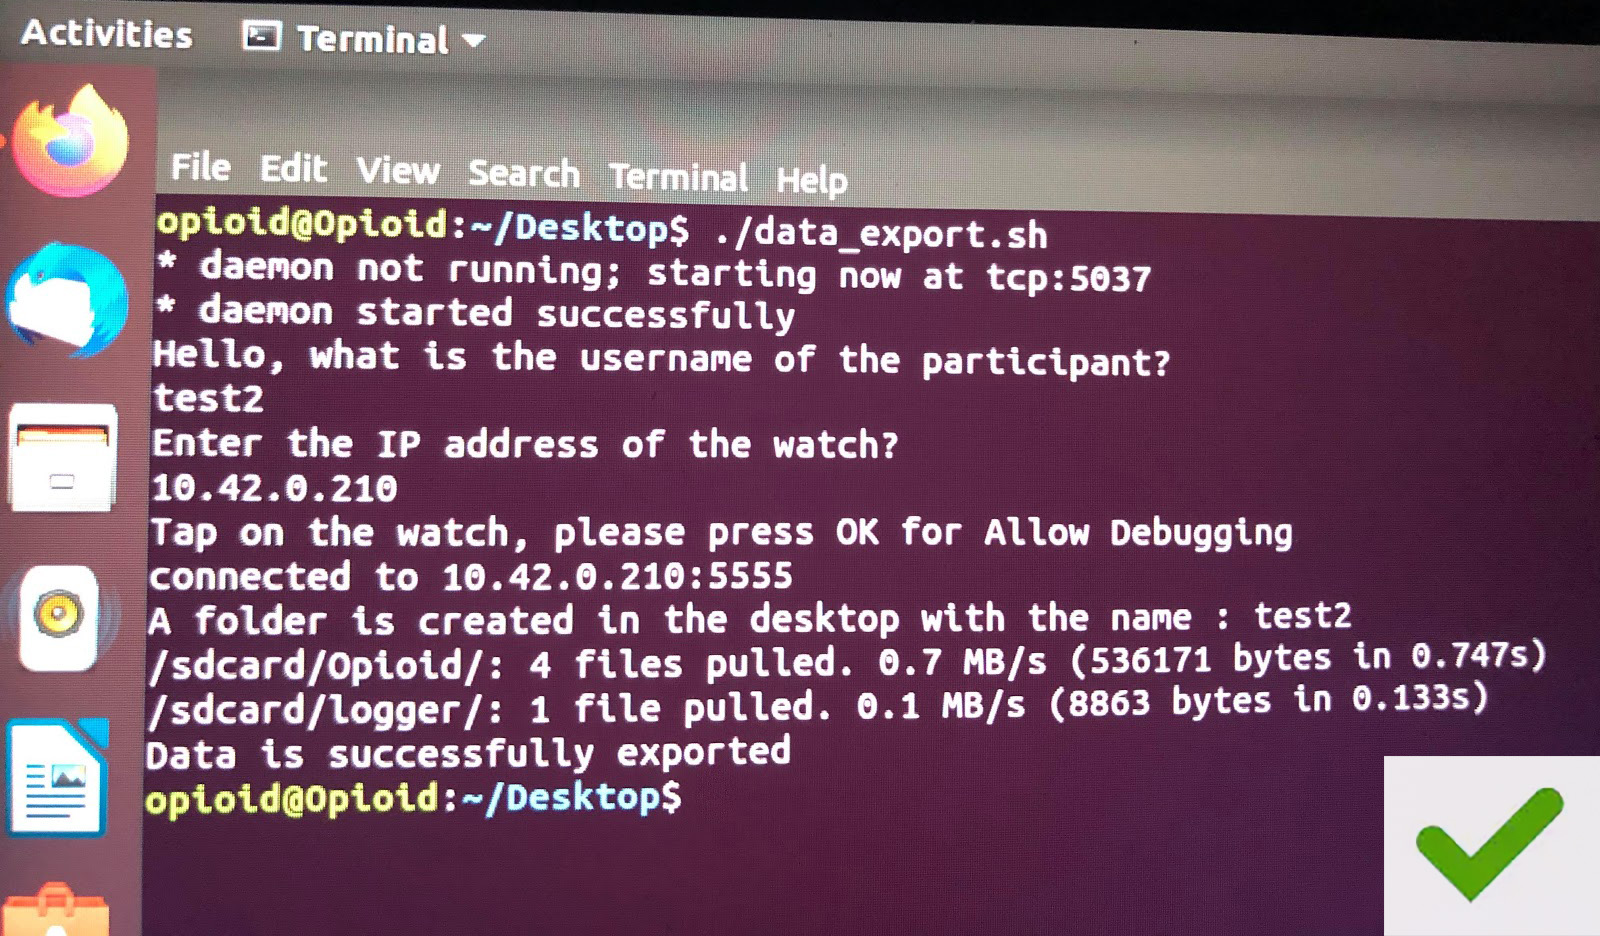 Activities Terminal
File Edit View Search Terminal Help
opioid@Opioid:~/Desktop$ ./data_export.sh
* daemon not running; starting now at tcp:5037
* daemon started successfully
Hello, what is the username of the participant?
test2
Enter the IP address of the watch?
10.42.0.210
Tap on the watch, please press OK for Allow Debugging
connected to 10.42.0.210:5555
A folder is created in the desktop with the name : test2
/sdcard/Opioid/: 4 files pulled. 0.7 MB/s (536171 bytes in 0.747s)
/sdcard/logger/: 1 file pulled. 0.1 MB/s (8863 bytes in 0.133s)
Data is successfully exported
opioid@Opioid:~/Desktop$